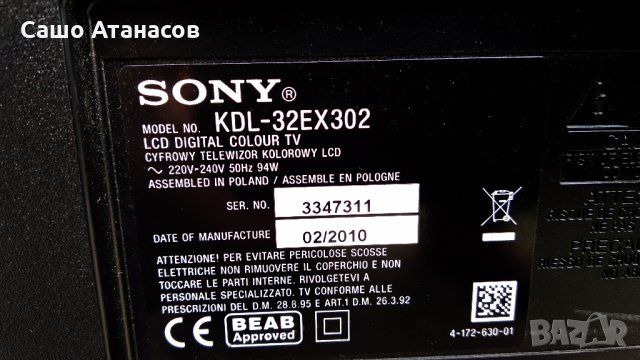 Сашо Атанасов
SONY®
MODEL NO. KDL-32EX302
LCD DIGITAL COLOUR TV
CYFROWY TELEWIZOR KOLOROWY LCD
~ 220V-240V 50Hz 94W
ASSEMBLED IN POLAND / ASSEMBLE EN POLOGNE
SER. NO. 3347311
DATE OF MANUFACTURE 02/2010
ATTENZIONE! PER EVITARE PERICOLOSE SCOSSE
ELETTRICHE NON RIMUOVERE IL COPERCHIO E NON
TOCCARE LE PARTI INTERNE. RIVOLGETEVI A
PERSONALE SPECIALIZZATO. TV CONFORME ALLE
PRESCRIZIONI DEL D.M. 28.8.95 E ART.1 D.M. 26.3.92
CE BEAB
Approved
4-172-630-01
BAZAR